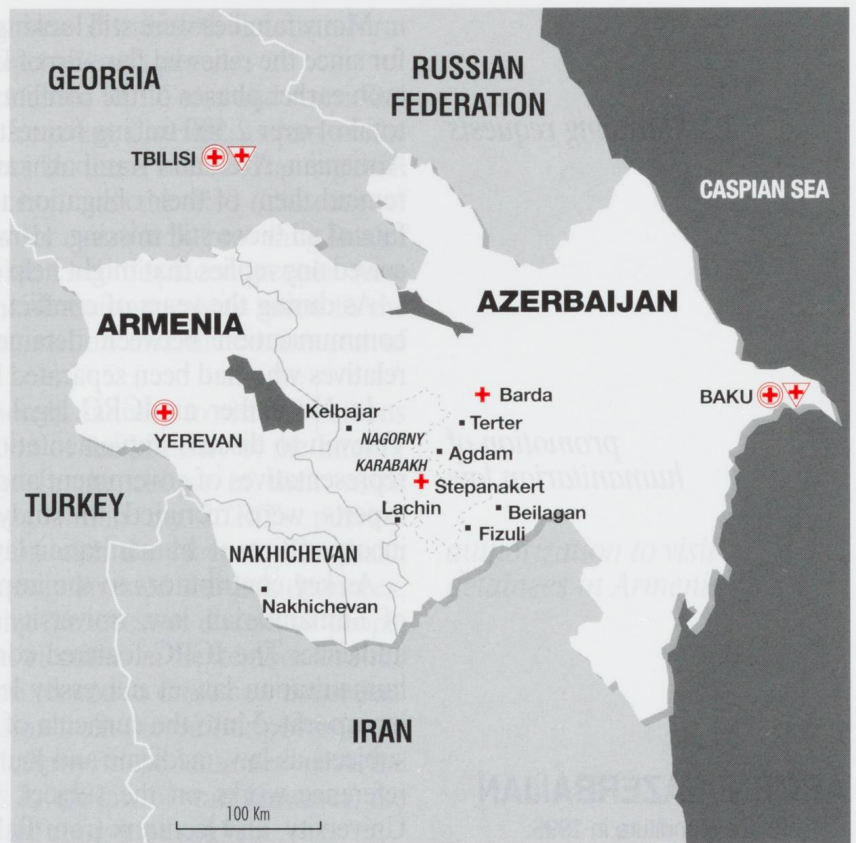 GEORGIA
RUSSIAN
FEDERATION
TBILISI
CASPIAN SEA
AZERBAIJAN
ARMENIA
Barda
BAKU
Kelbajar
Terter
YEREVAN
NAGORNY
KARABAKH
Agdam
Stepanakert
TURKEY
Lachin
Beilagan
Fizuli
NAKHICHEVAN
Nakhichevan
IRAN
100 Km